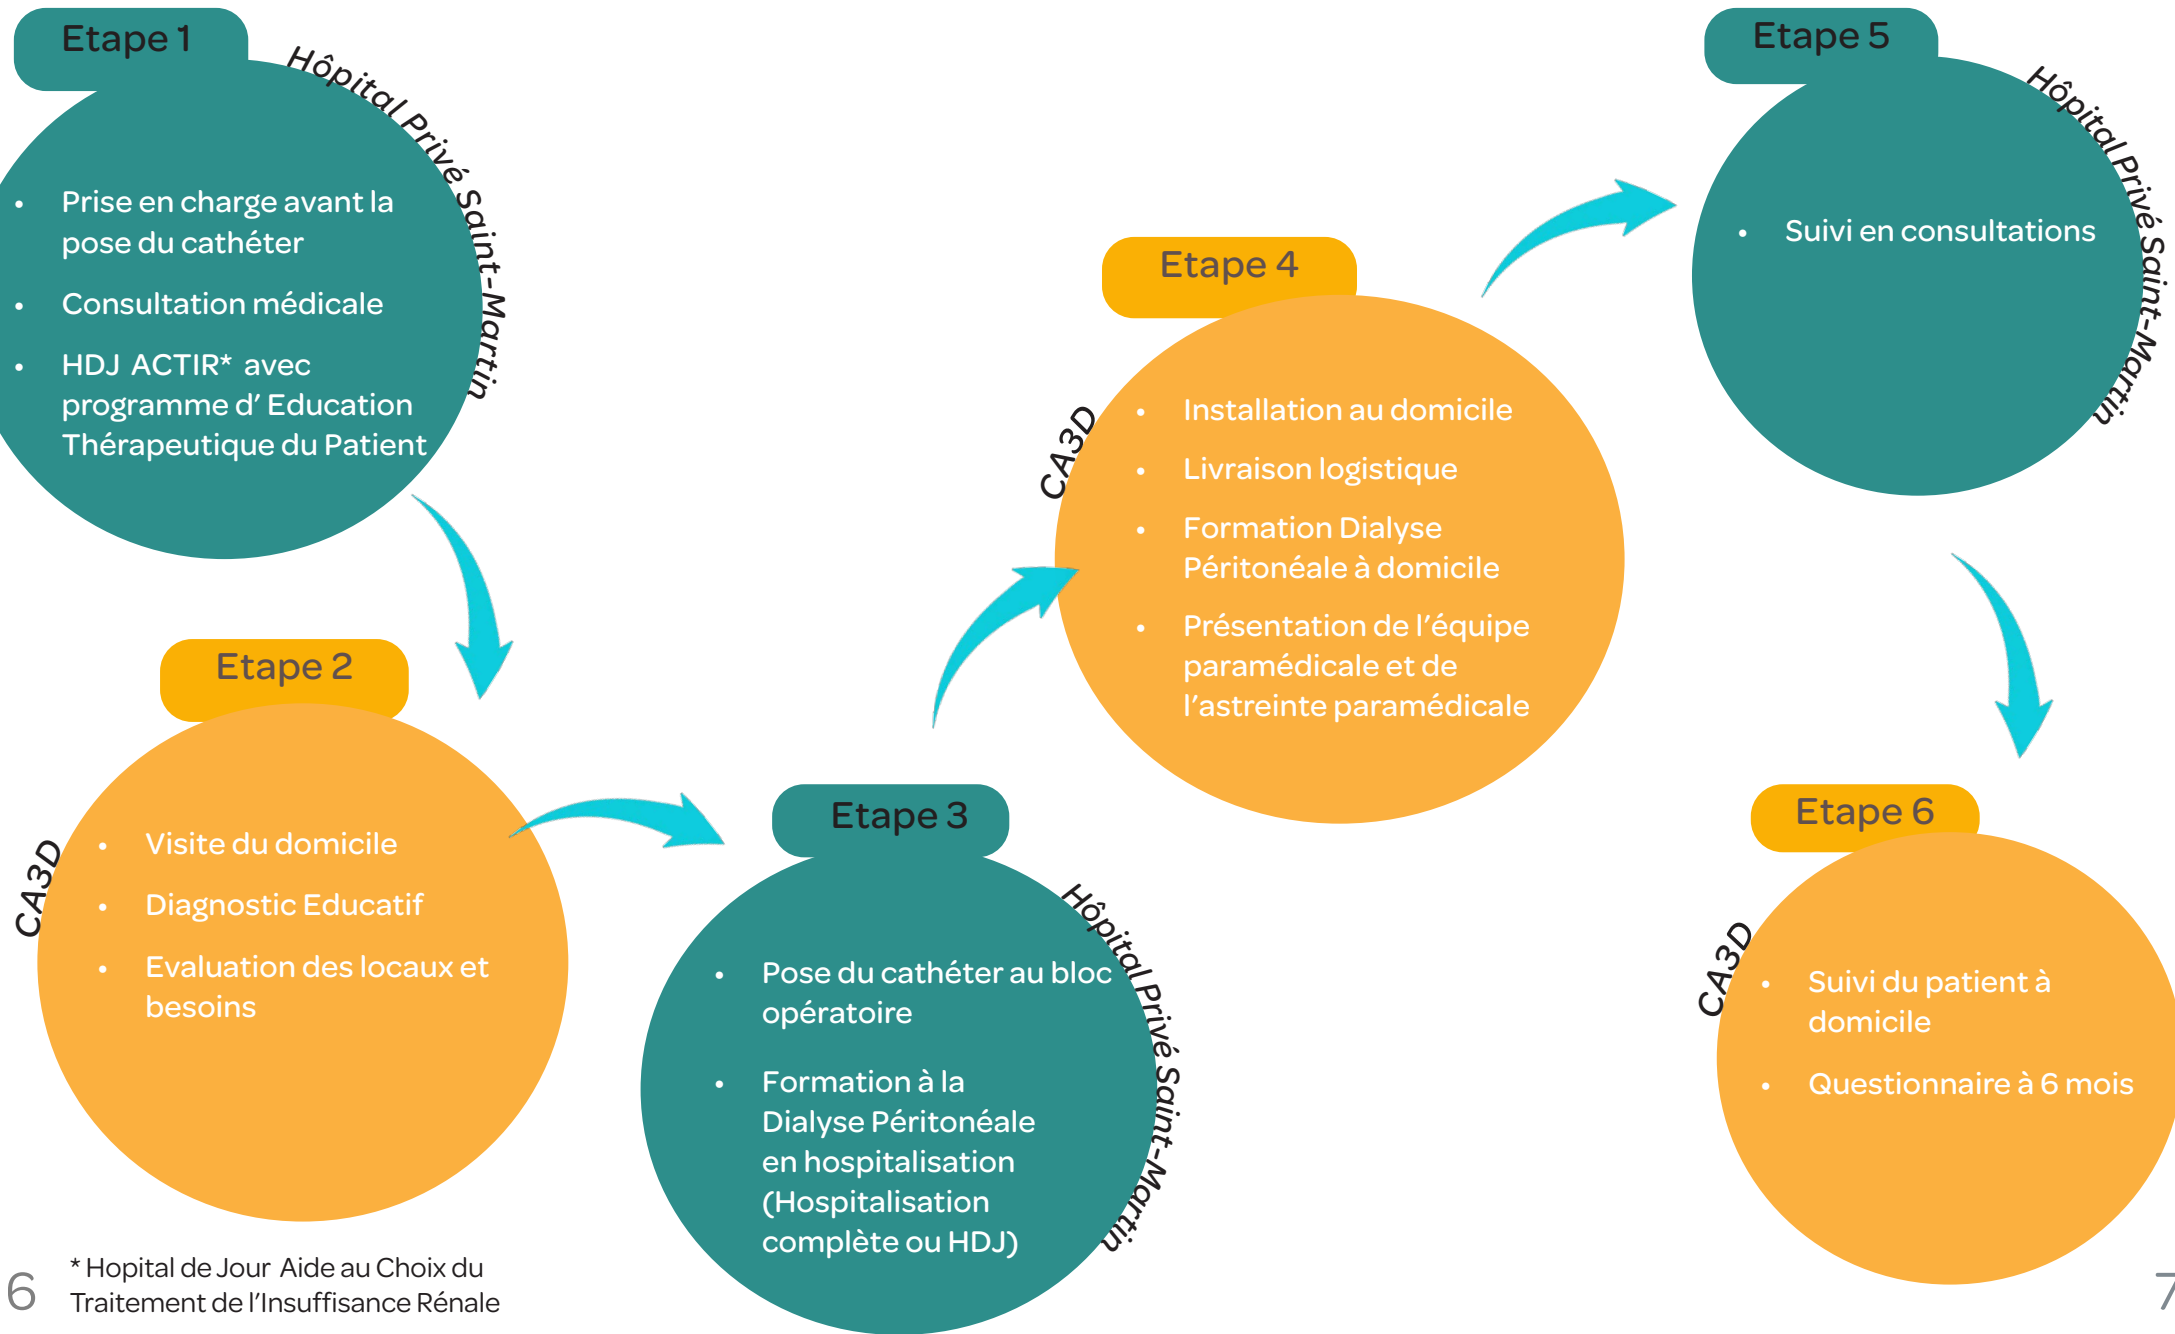 Etape 1
Hôpital Privé Saint-Martin
• Prise en charge avant la
pose du cathéter
• Consultation médicale
• HDJ ACTIR* avec
programme d' Education
Thérapeutique du Patient
Etape 2
CA3D
• Visite du domicile
• Diagnostic Educatif
• Evaluation des locaux et
besoins
Etape 3
Hôpital Privé Saint-Martin
• Pose du cathéter au bloc
opératoire
• Formation à la
Dialyse Péritonéale
en hospitalisation
(Hospitalisation
complète ou HDJ)
Etape 4
CA3D
• Installation au domicile
• Livraison logistique
• Formation Dialyse
Péritonéale à domicile
• Présentation de l'équipe
paramédicale et de
l'astreinte paramédicale
Etape 5
Hôpital Privé Saint-Martin
• Suivi en consultations
Etape 6
CA3D
• Suivi du patient à
domicile
• Questionnaire à 6 mois
* Hopital de Jour Aide au Choix du
Traitement de l'Insuffisance Rénale
6
7